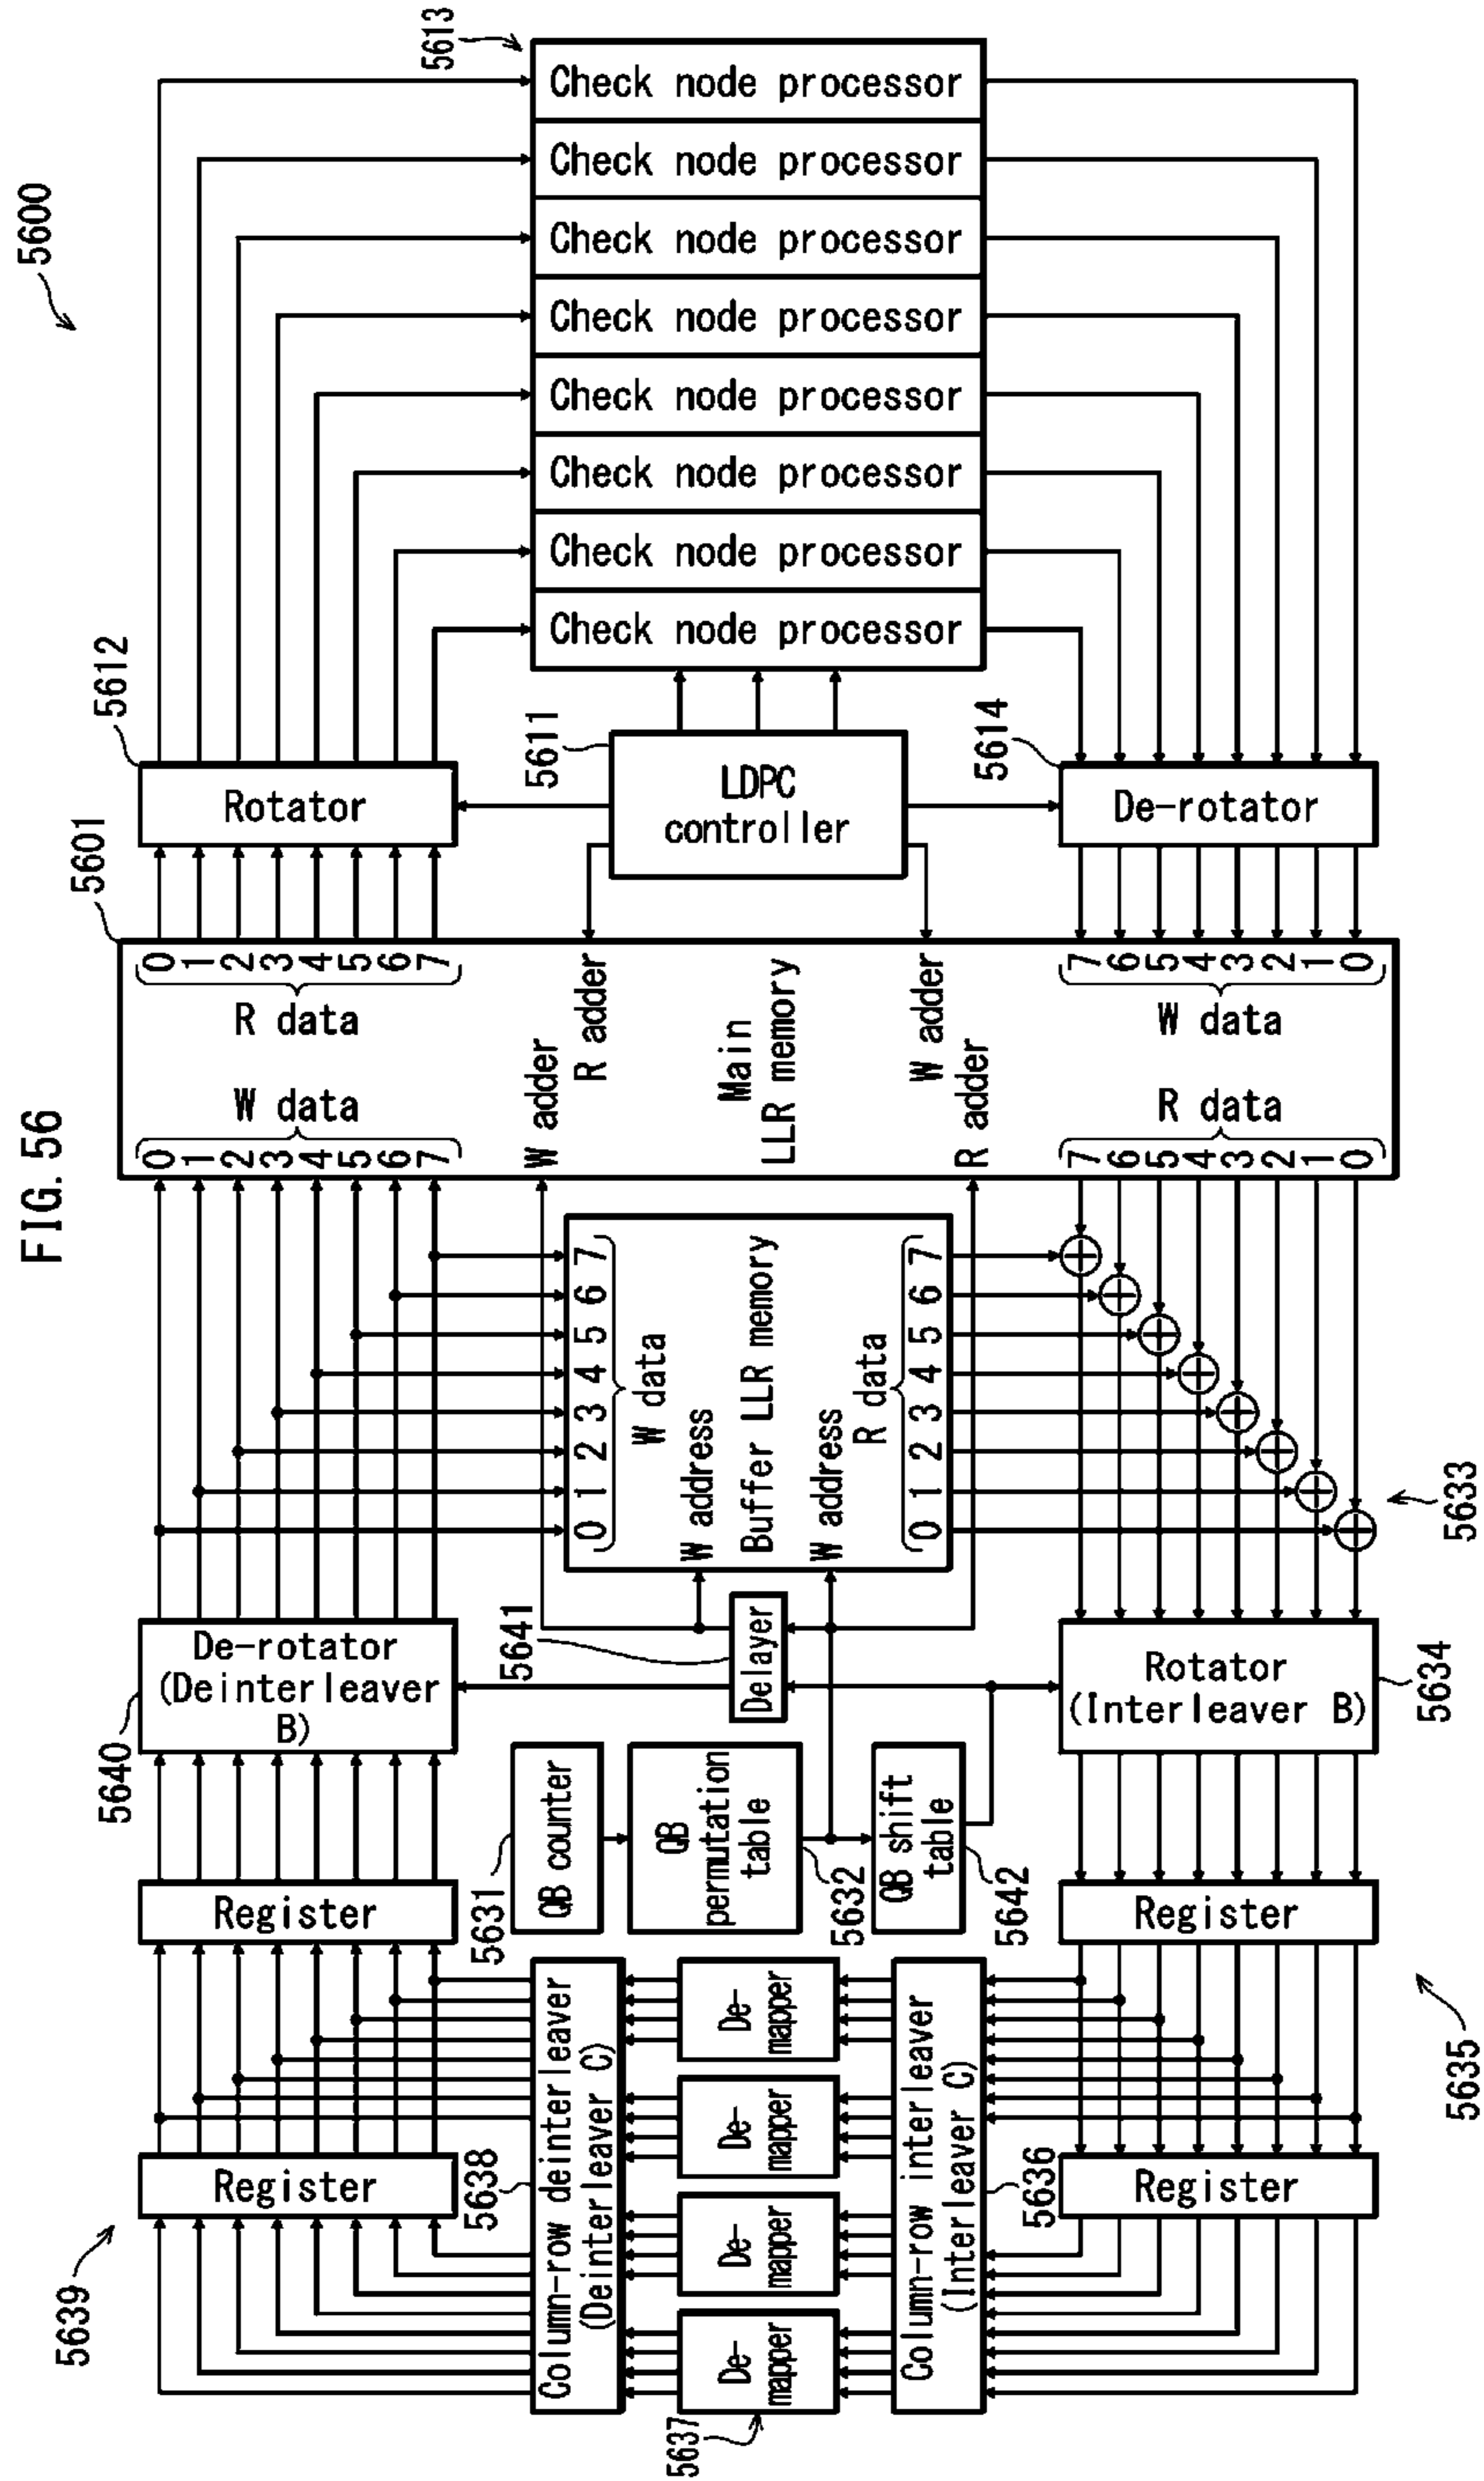 FIG. 56
5600
5639
Register
Register
5640
De-rotator
(Deinterleaver
B)
W data
0
1
2
3
4
5
6
7
5601
R data
0
1
2
3
4
5
6
7
5612
Rotator
5638
Column-row deinterleaver
(Deinterleaver C)
5637
De-
mapper
De-
mapper
De-
mapper
De-
mapper
Column-row interleaver
(Interleaver C)
5636
5631
QB counter
QB
permutation
table
5632
QB shift
table
5642
5641
Delayer
0 1 2 3 4 5 6 7
W data
W address
Buffer LLR memory
W address
R data
0 1 2 3 4 5 6 7
W adder
R adder
Main
LLR memory
W adder
R adder
5611
LDPC
controller
5613
Check node processor
Check node processor
Check node processor
Check node processor
Check node processor
Check node processor
Check node processor
Check node processor
Register
Register
5635
Rotator
(Interleaver B)
5634
5633
R data
7
6
5
4
3
2
1
0
W data
7
6
5
4
3
2
1
0
5614
De-rotator